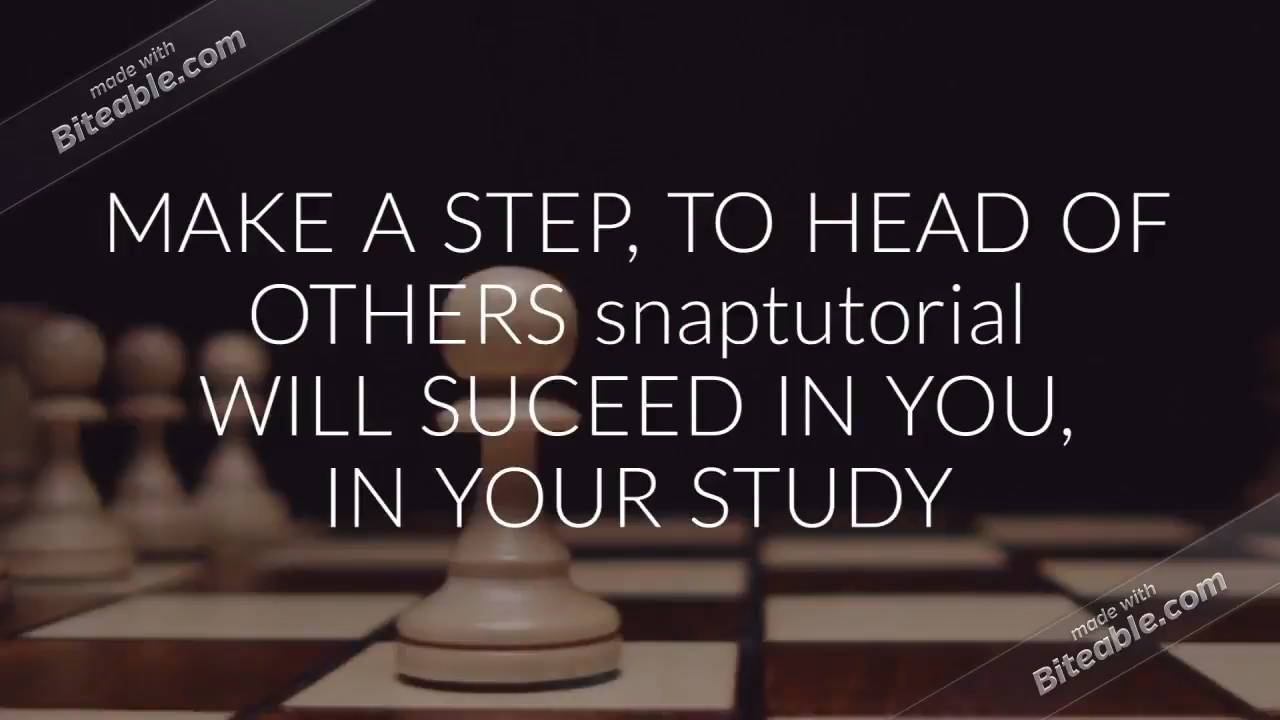 made with
Biteable.com
MAKE A STEP, TO HEAD OF
OTHERS snaptutorial
WILL SUCEED IN YOU,
IN YOUR STUDY
made with
Biteable.com